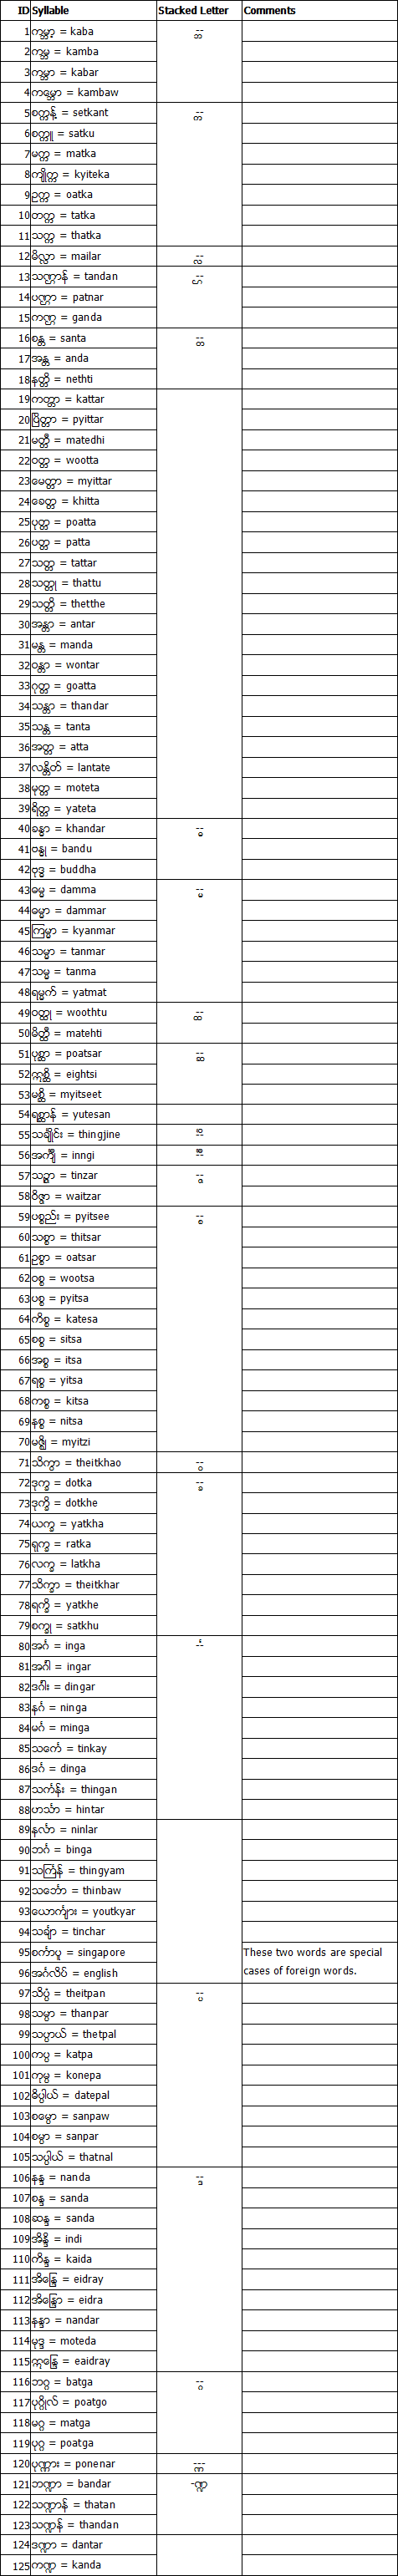 ID Syllable Stacked Letter Comments
1 ကမ္ဘာ့ = kaba --္ဘ
2 ကမ္ဘ = kamba
3 ကမ္ဘာ = kabar
4 ကမ္ဘော = kambaw
5 စက္ကန့် = setkant --္က
6 စက္ကူ = satku
7 မက္က = matka
8 ကျိုက္က = kyiteka
9 ဥက္က = oatka
10 တက္က = tatka
11 သက္က = thatka
12 မိလ္လာ = mailar --္လ
13 သဏ္ဌာန် = tandan --္ဌ
14 ပဏ္ဌာ = patnar
15 ကဏ္ဌ = ganda
16 စန္တ = santa --္တ
17 အန္တ = anda
18 နတ္တိ = nethti
19 ကတ္တာ = kattar
20 ပြိတ္တာ = pyittar
21 မတ္တီ = matedhi
22 ဝတ္တ = wootta
23 မေတ္တာ = myittar
24 ခေတ္တ = khitta
25 ပုတ္တ = poatta
26 ပတ္တ = patta
27 သတ္တ = tattar
28 သတ္တု = thattu
29 သတ္တိ = thetthe
30 အန္တာ = antar
31 မန္တ = manda
32 ဝန္တာ = wontar
33 ဂုတ္တ = goatta
34 သန္တာ = thandar
35 သန္တ = tanta
36 အတ္တ = atta
37 လန္တိတ် = lantate
38 မုတ္တ = moteta
39 ရိတ္တ = yateta
40 ခန္ဓာ = khandar --္ဓ
41 ဗန္ဓု = bandu
42 ဗုဒ္ဓ = buddha
43 ဓမ္မ = damma --္မ
44 ဓမ္မာ = dammar
45 ကြမ္မာ = kyanmar
46 သမ္မာ = tanmar
47 သမ္မ = tanma
48 ရမ္မက် = yatmat
49 ဝတ္ထု = woothtu --္ထ
50 မိတ္ထီ = matehti
51 ပုစ္ဆာ = poatsar --္ဆ
52 ဣစ္ဆိ = eightsi
53 မစ္ဆိ = myitseet
54 ရစ္ဆာန် = yutesan
55 သင်္ချိုင်း = thingjine --င်္ိ
56 အင်္ကျီ = inngi --င်္ီ
57 သဉ္ဇာ = tinzar --္ဇ
58 ဝိဇ္ဇာ = waitzar
59 ပစ္စည်း = pyitsee --္စ
60 သစ္စာ = thitsar
61 ဥစ္စာ = oatsar
62 ဝစ္စ = wootsa
63 ပစ္စ = pyitsa
64 ကိစ္စ = katesa
65 စစ္စ = sitsa
66 အစ္စ = itsa
67 ရစ္စ = yitsa
68 ကစ္စ = kitsa
69 နစ္စ = nitsa
70 မဇ္ဈိ = myitzi
71 သိက္ဝာ = theitkhao --္ဝ
72 ဒုက္ခ = dotka --္ခ
73 ဒုက္ခိ = dotkhe
74 ယက္ခ = yatkha
75 ရူက္ခ = ratka
76 လက္ခ = latkha
77 သိက္ခာ = theitkhar
78 ရက္ခိ = yatkhe
79 စက္ခု = satkhu
80 အင်္ဂ = inga --င်္
81 အင်္ဂါ = ingar
82 ဒင်္ဂါး = dingar
83 နင်္ဂ = ninga
84 မင်္ဂ = minga
85 သင်္ကေ = tinkay
86 ဒင်္ဂ = dinga
87 သင်္ကန်း = thingan
88 ဟင်္သာ = hintar
89 နင်္လာ = ninlar
90 ဘင်္ဂ = binga
91 သင်္ကြန် = thingyam
92 သင်္ဘော = thinbaw
93 ယောင်္ကျား = youtkyar
94 သင်္ချာ = tinchar
95 စင်္ကာပူ = singapore These two words are special
96 အင်္ဂလိပ် = english cases of foreign words.
97 သိပ္ပံ = theitpan --္ပ
98 သမ္ပာ = thanpar
99 သပ္ပာယ် = thetpal
100 ကပ္ပ = katpa
101 ကုမ္ပ = konepa
102 ဓိပ္ပါယ် = datepal
103 စမ္ပော = sanpaw
104 စမ္ပာ = sanpar
105 သပ္ပါယ် = thatnal
106 နန္ဒ = nanda --္ဒ
107 စန္ဒ = sanda
108 ဆန္ဒ = sanda
109 အိန္ဒိ = indi
110 ကိန္ဒ = kaida
111 အိန္ဒြေ = eidray
112 အိန္ဒြော = eidra
113 နန္ဒာ = nandar
114 မုဒ္ဒ = moteda
115 ဣန္ဒြေ = eaidray
116 ဘဂ္ဂ = batga --္ဂ
117 ပုဂ္ဂိုလ် = poatgo
118 မဂ္ဂ = matga
119 ပုဂ္ဂ = poatga
120 ပုဏ္ဏား = ponenar --္ဏ
121 ဘဏ္ဍာ = bandar -ဏ္ဍ
122 သဏ္ဍာန် = thatan
123 သဏ္ဍန် = thandan
124 ဒဏ္ဍာ = dantar
125 ကဏ္ဍ = kanda